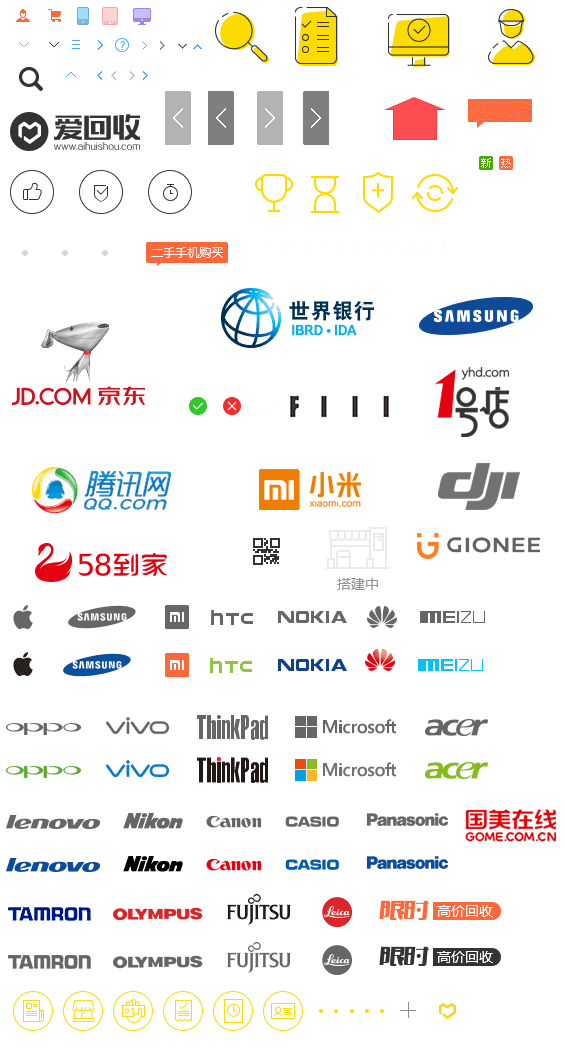 爱回收
www.aihuishou.com
新 热
二手手机购买
世界银行
IBRD • IDA
SAMSUNG
JD.COM 京东
yhd.com
1号店
腾讯网
QQ.com
mi 小米
xiaomi.com
dji
58到家
搭建中
GIONEE
SAMSUNG mi hTC NOKIA MEIZU
SAMSUNG mi hTC NOKIA MEIZU
oppo vivo ThinkPad Microsoft acer
oppo vivo ThinkPad Microsoft acer
lenovo Nikon Canon CASIO Panasonic
国美在线
GOME.COM.CN
lenovo Nikon Canon CASIO Panasonic
TAMRON OLYMPUS FUJITSU Leica 限时 高价回收
TAMRON OLYMPUS FUJITSU Leica 限时 高价回收